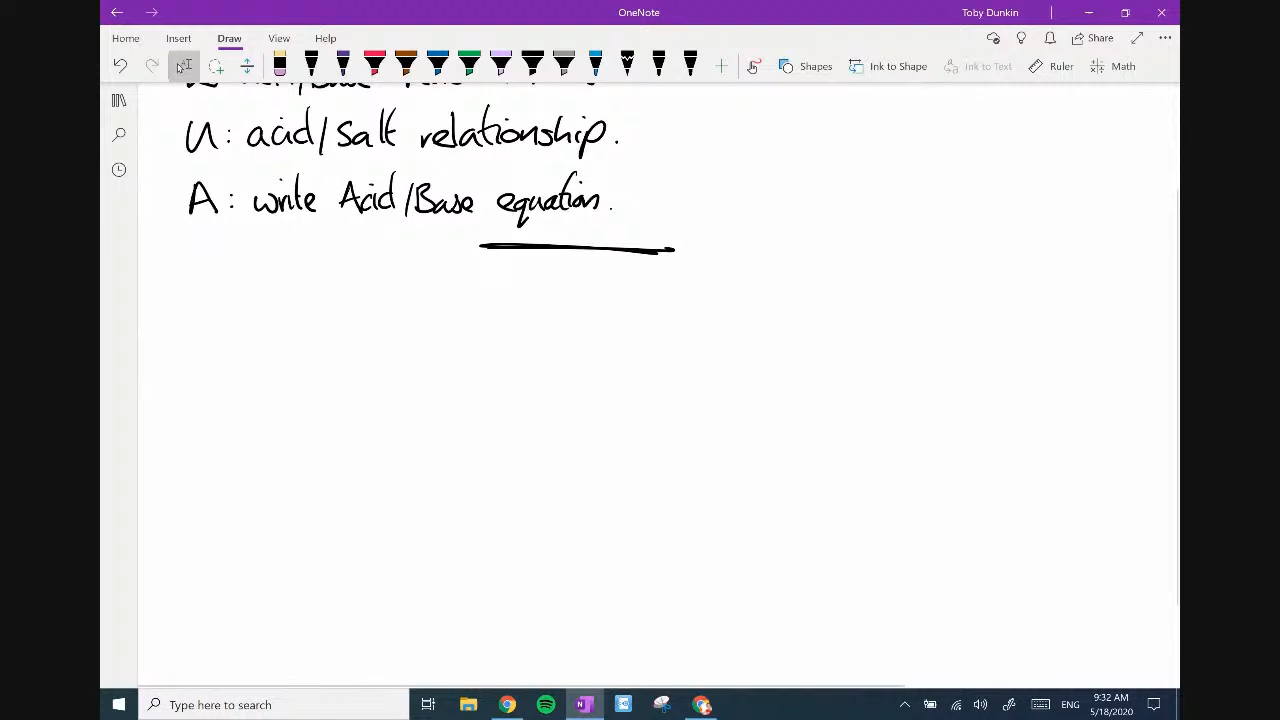 OneNote
Toby Dunkin
Home Insert Draw View Help
Shapes Ink to Shape Ink to Text Ruler Math Share
U: acid/salt relationship.
A: write Acid/Base equation.
Type here to search
ENG
9:32 AM
5/18/2020